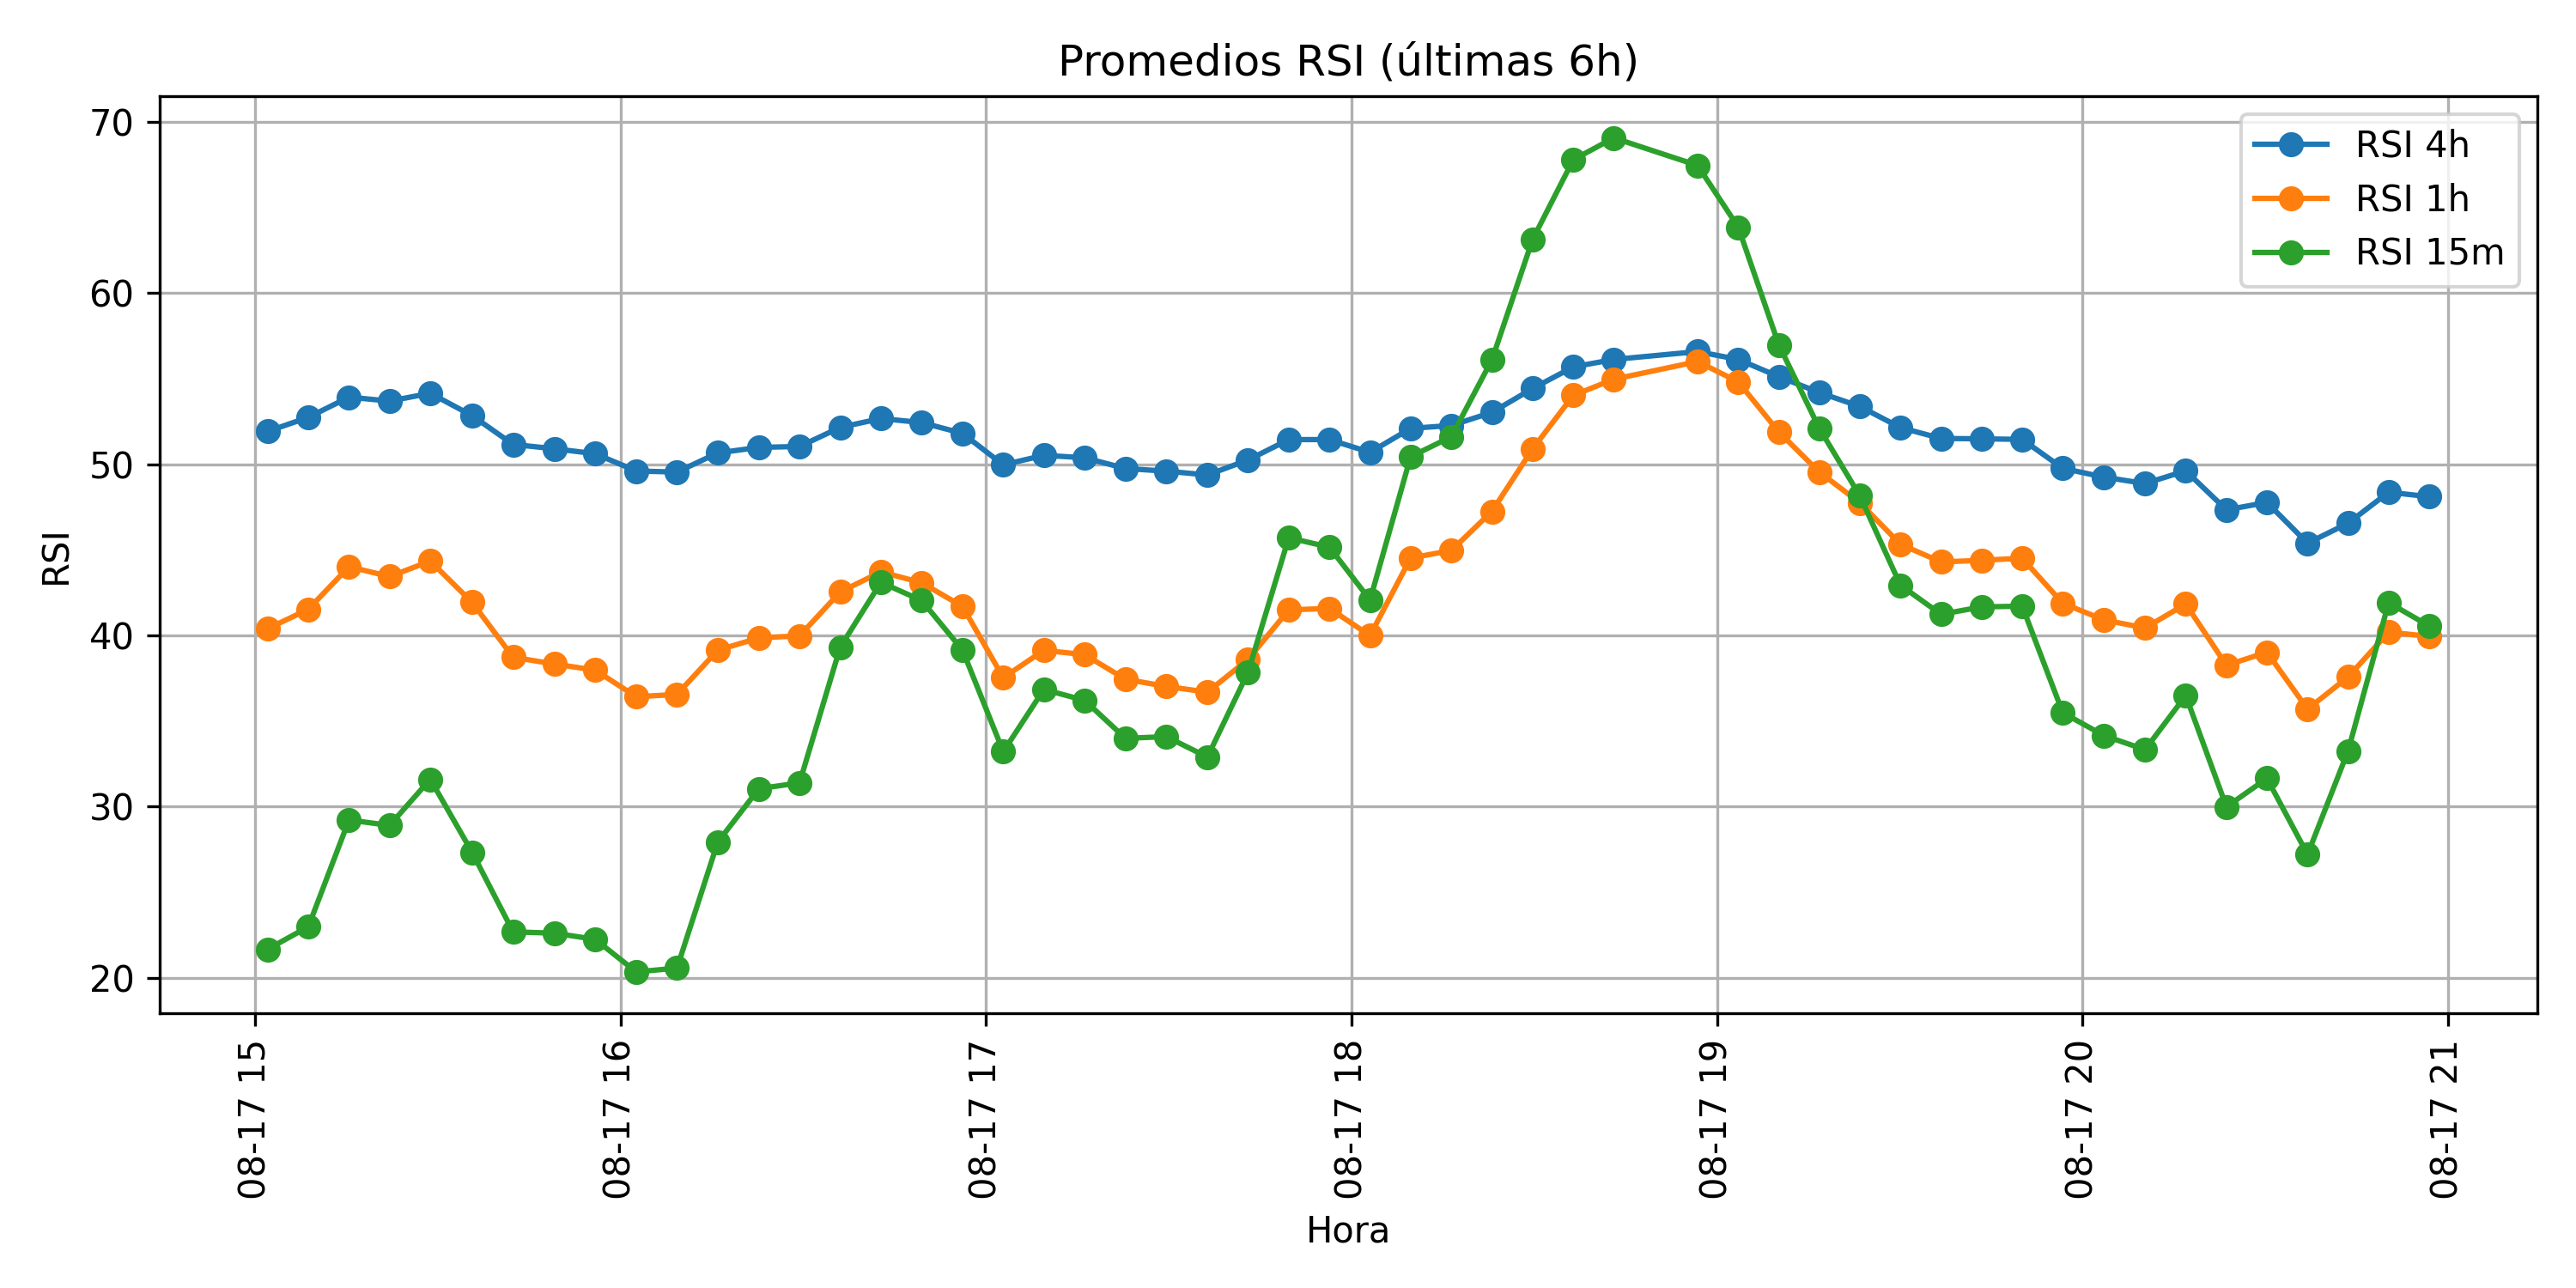 Promedios RSI (últimas 6h)
RSI 4h
RSI 1h
RSI 15m
70
60
50
40
30
20
RSI
08-17 15
08-17 16
08-17 17
08-17 18
08-17 19
08-17 20
08-17 21
Hora